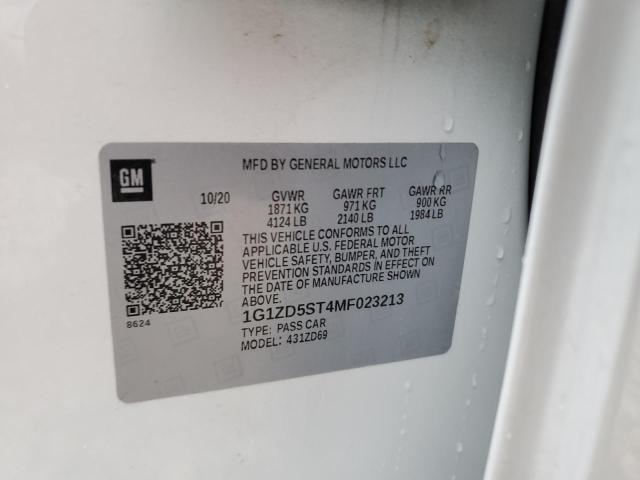 GM
MFD BY GENERAL MOTORS LLC
10/20 GVWR GAWR FRT GAWR RR
1871 KG 971 KG 900 KG
4124 LB 2140 LB 1984 LB
THIS VEHICLE CONFORMS TO ALL
APPLICABLE U.S. FEDERAL MOTOR
VEHICLE SAFETY, BUMPER, AND THEFT
PREVENTION STANDARDS IN EFFECT ON
THE DATE OF MANUFACTURE SHOWN
ABOVE.
8624
1G1ZD5ST4MF023213
TYPE: PASS CAR
MODEL: 431ZD69